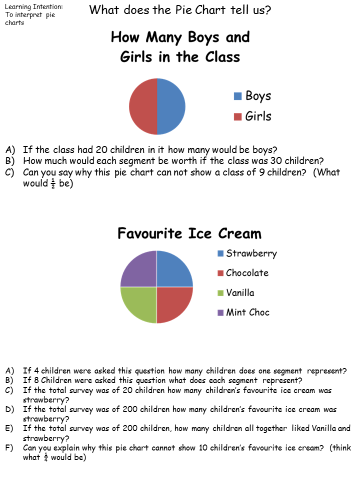 Learning Intention:
To interpret pie
charts
What does the Pie Chart tell us?
How Many Boys and
Girls in the Class
Boys
Girls
A) If the class had 20 children in it how many would be boys?
B) How much would each segment be worth if the class was 30 children?
C) Can you say why this pie chart can not show a class of 9 children? (What
would ½ be)
Favourite Ice Cream
Strawberry
Chocolate
Vanilla
Mint Choc
A) If 4 children were asked this question how many children does one segment represent?
B) If 8 Children were asked this question what does each segment represent?
C) If the total survey was of 20 children how many children's favourite ice cream was
strawberry?
D) If the total survey was of 200 children how many children's favourite ice cream was
strawberry?
E) If the total survey was of 200 children, how many children all together liked Vanilla and
strawberry?
F) Can you explain why this pie chart cannot show 10 children's favourite ice cream? (think
what would be)